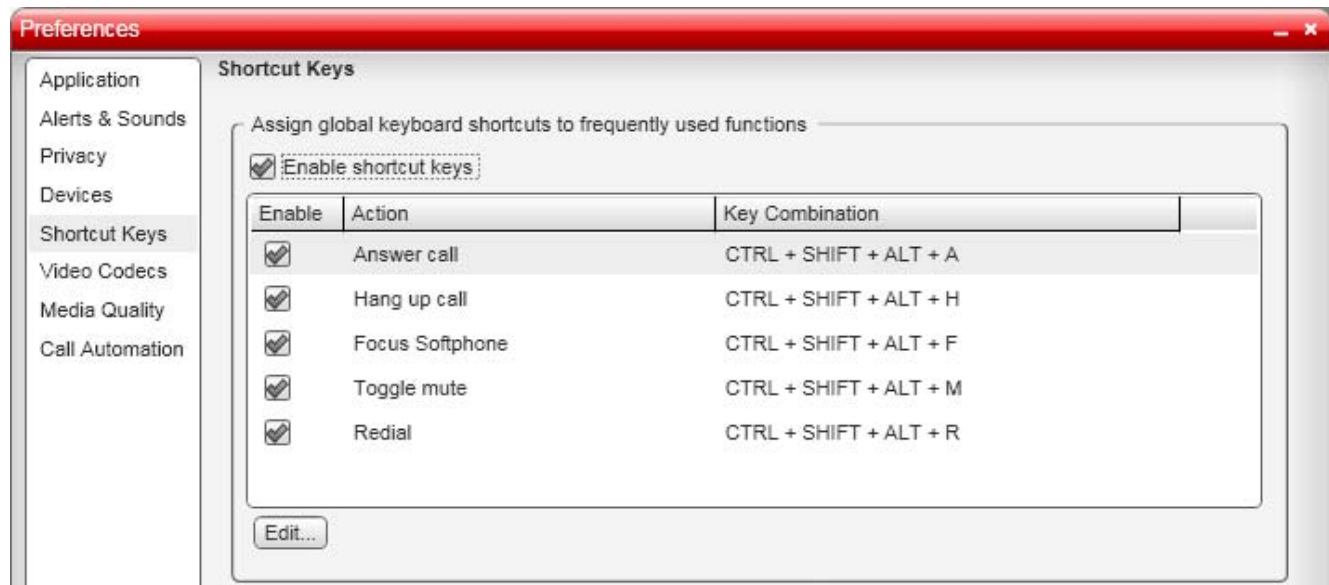 Preferences
Application
Alerts & Sounds
Privacy
Devices
Shortcut Keys
Video Codecs
Media Quality
Call Automation
Shortcut Keys
Assign global keyboard shortcuts to frequently used functions
Enable shortcut keys
Enable Action Key Combination
Answer call CTRL + SHIFT + ALT + A
Hang up call CTRL + SHIFT + ALT + H
Focus Softphone CTRL + SHIFT + ALT + F
Toggle mute CTRL + SHIFT + ALT + M
Redial CTRL + SHIFT + ALT + R
Edit...